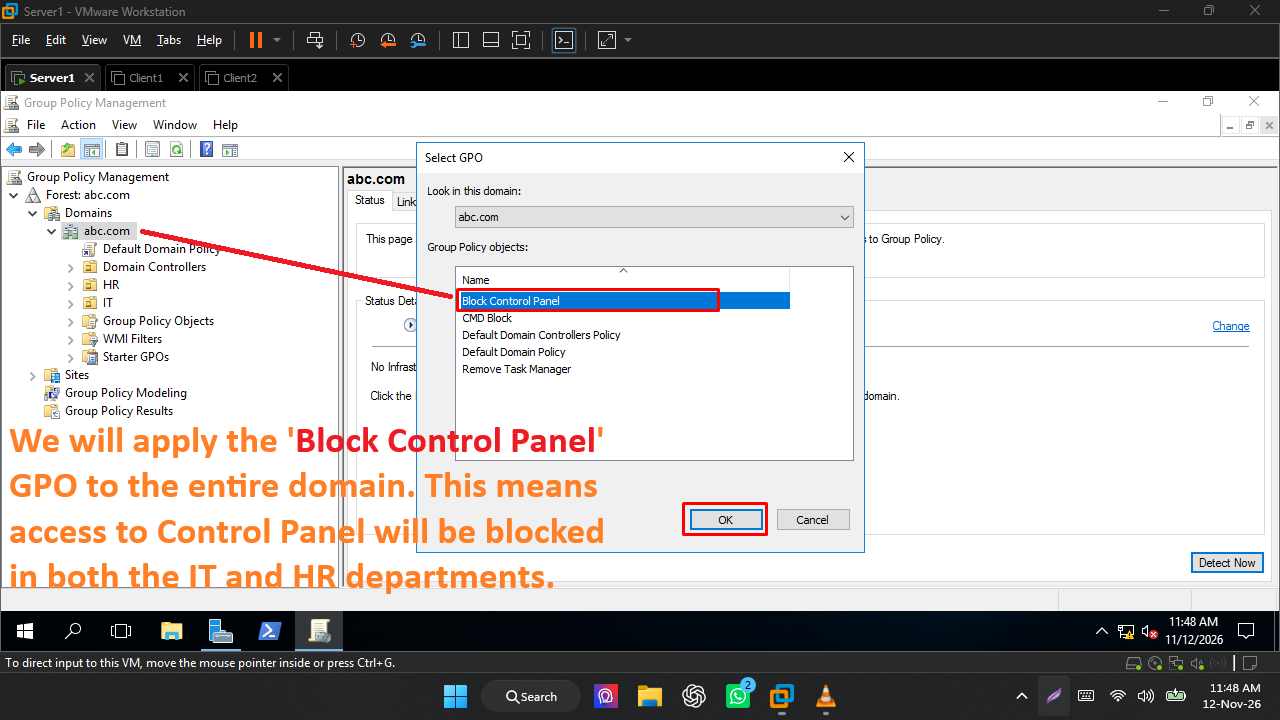 Server1 - VMware Workstation
File Edit View VM Tabs Help
Server1 Client1 Client2
Group Policy Management
File Action View Window Help
Group Policy Management
Forest: abc.com
Domains
abc.com
Default Domain Policy
Domain Controllers
HR
IT
Group Policy Objects
WMI Filters
Starter GPOs
Sites
Group Policy Modeling
Group Policy Results
abc.com
Status Link
This page
s to Group Policy.
Status Deta
Change
No Infrast
Click the
domain.
Detect Now
Select GPO
Look in this domain:
abc.com
Group Policy objects:
Name
Block Contorol Panel
CMD Block
Default Domain Controllers Policy
Default Domain Policy
Remove Task Manager
OK Cancel
We will apply the 'Block Control Panel'
GPO to the entire domain. This means
access to Control Panel will be blocked
in both the IT and HR departments.
11:48 AM
11/12/2026
To direct input to this VM, move the mouse pointer inside or press Ctrl+G.
Search
2
11:48 AM
12-Nov-26